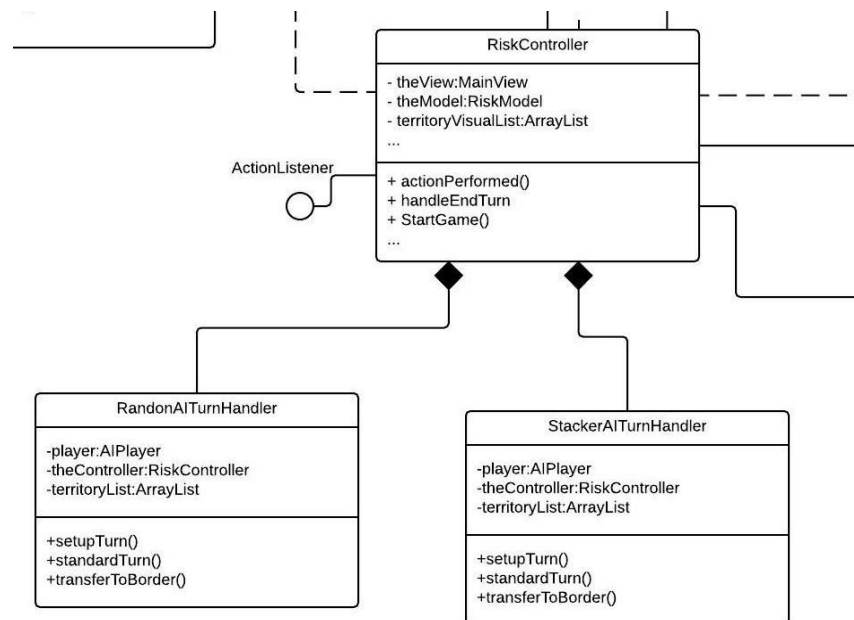 RiskController
- theView:MainView
- theModel:RiskModel
- territoryVisualList:ArrayList
...
ActionListener
+ actionPerformed()
+ handleEndTurn
+ StartGame()
...
RandonAITurnHandler
-player:AIPlayer
-theController:RiskController
-territoryList:ArrayList
+setupTurn()
+standardTurn()
+transferToBorder()
StackerAITurnHandler
-player:AIPlayer
-theController:RiskController
-territoryList:ArrayList
+setupTurn()
+standardTurn()
+transferToBorder()